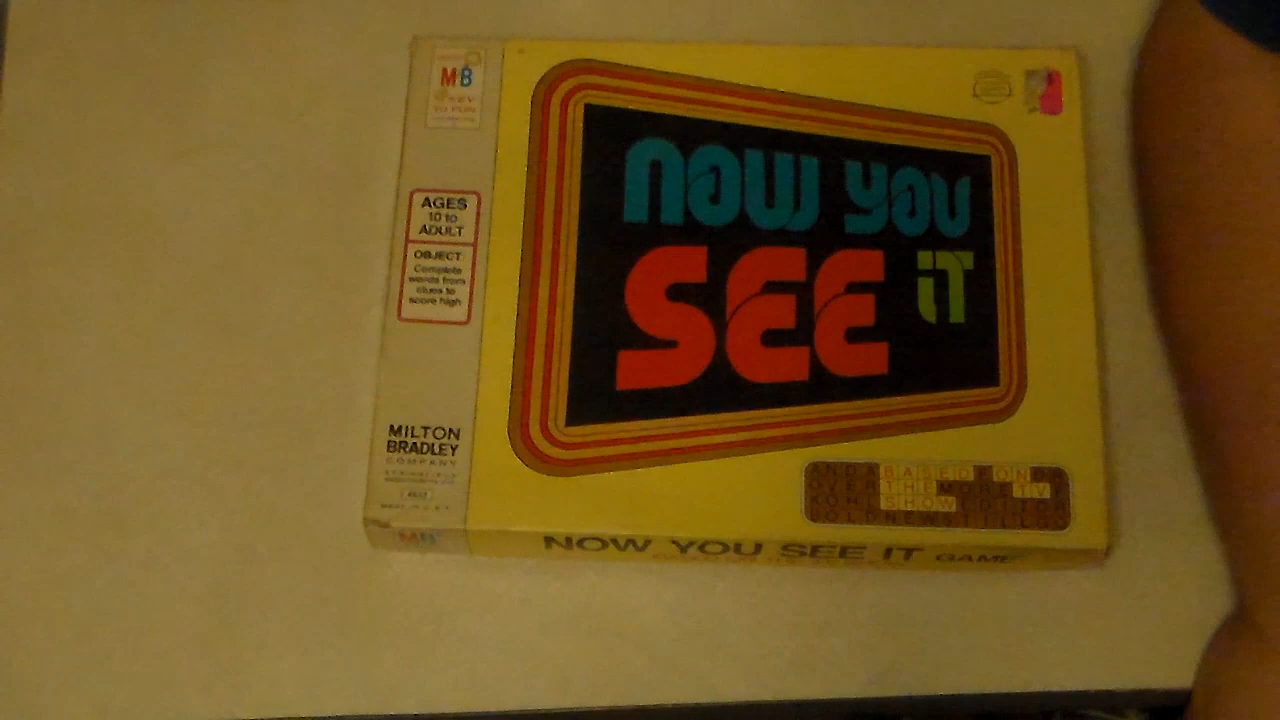 MB
AGES
10 to
ADULT
OBJECT:
Complete
words from
clues to
score high
MILTON
BRADLEY
COMPANY
NOW YOU
SEE iT
BASED ON
THE TV
SHOW
MB
NOW YOU SEE IT GAME